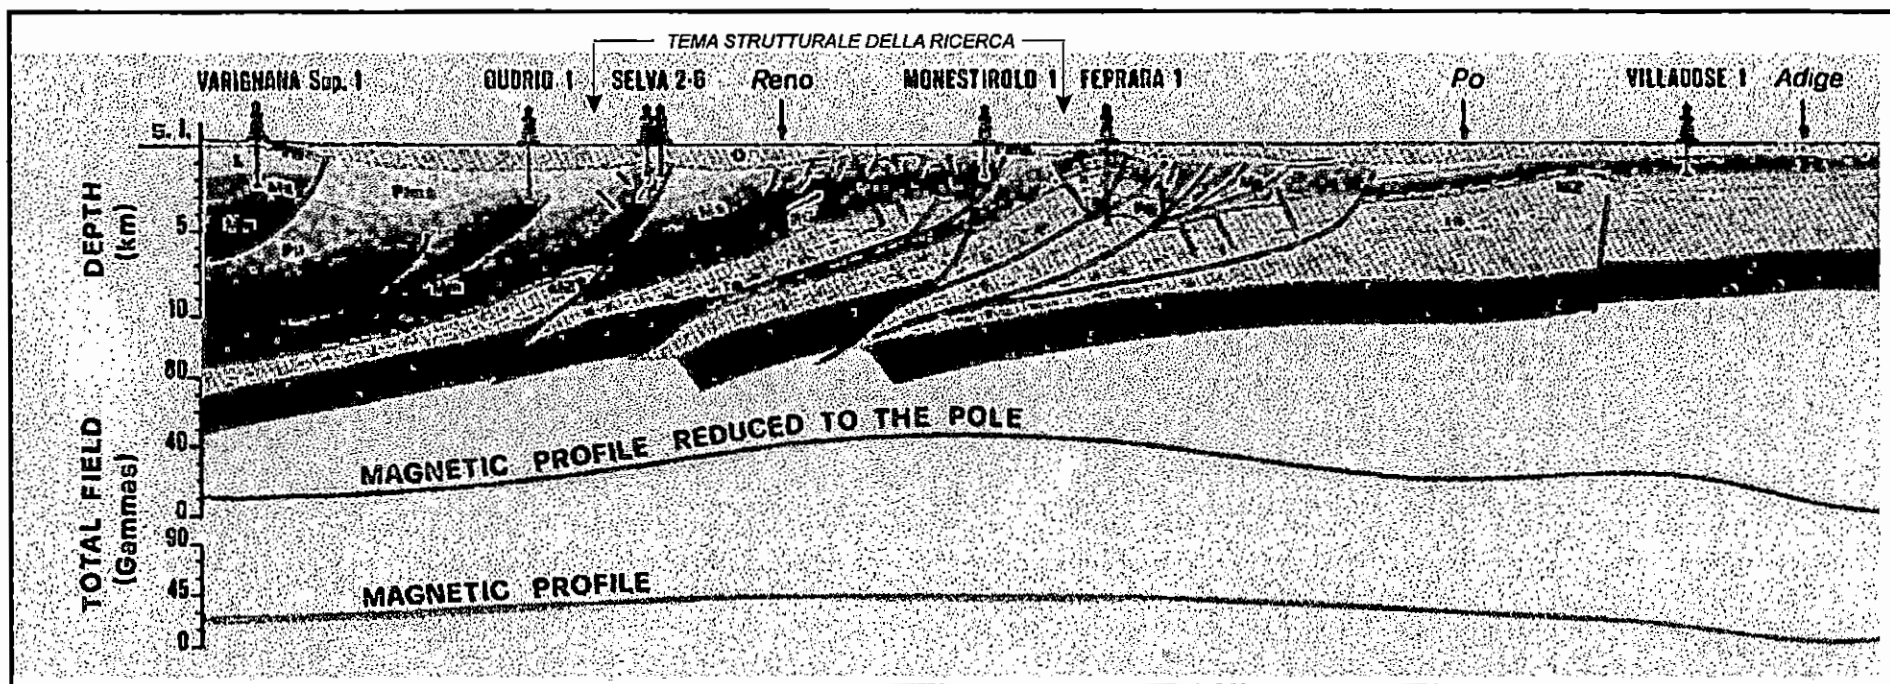 TEMA STRUTTURALE DELLA RICERCA
VARIGNANA Sup. 1
QUDRIO 1
SELVA 2-6
Reno
MONESTIROLO 1
FEPRARA 1
Po
VILLADOSE 1
Adige
S. l.
DEPTH
(km)
5
10
Plms
Q
TOTAL FIELD
(Gammas)
80
40
0
90
45
0
MAGNETIC PROFILE REDUCED TO THE POLE
MAGNETIC PROFILE